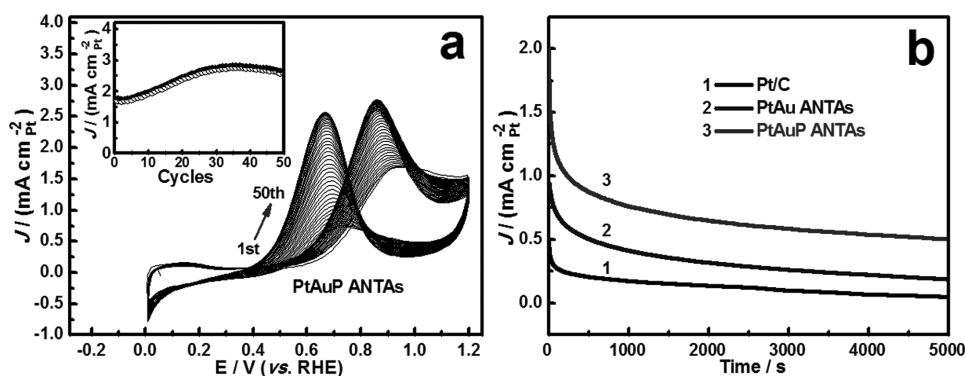 a
J / (mA cm-2Pt)
4.0
3.5
3.0
2.5
2.0
1.5
1.0
0.5
0.0
-0.5
-1.0
J / (mA cm-2Pt)
4
3
2
1
0
0 10 20 30 40 50
Cycles
50th
1st
PtAuP ANTAs
-0.2 0.0 0.2 0.4 0.6 0.8 1.0 1.2
E / V (vs. RHE)
b
J / (mA cm-2Pt)
2.0
1.5
1.0
0.5
0.0
1 Pt/C
2 PtAu ANTAs
3 PtAuP ANTAs
3
2
1
0 1000 2000 3000 4000 5000
Time / s